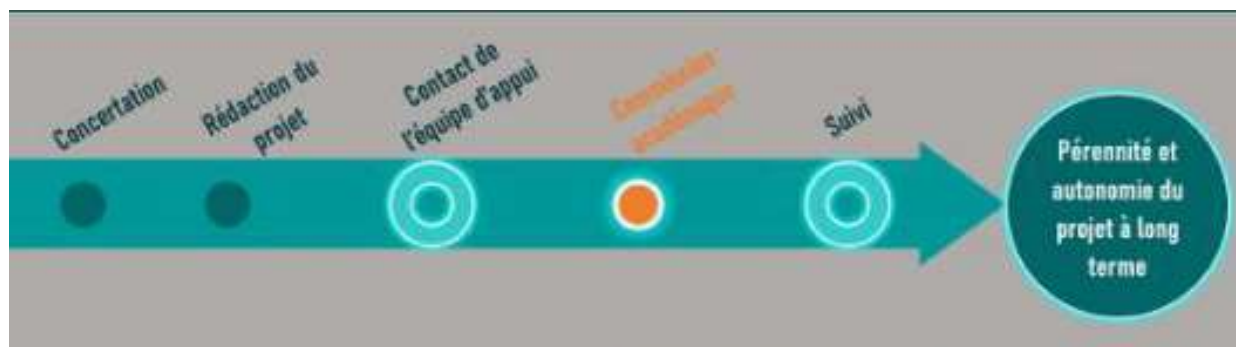 Concertation
Rédaction du
projet
Contact de
l'équipe d'appui
Suivi
Pérennité et
autonomie du
projet à long
terme